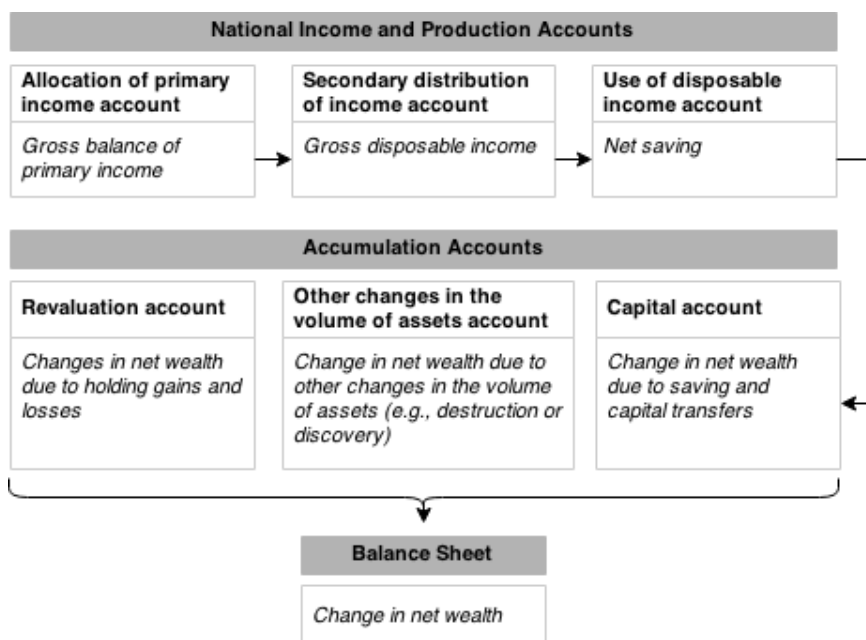 National Income and Production Accounts
Allocation of primary
income account
Gross balance of
primary income
Secondary distribution
of income account
Gross disposable income
Use of disposable
income account
Net saving
Accumulation Accounts
Revaluation account
Changes in net wealth
due to holding gains and
losses
Other changes in the
volume of assets account
Change in net wealth due to
other changes in the volume
of assets (e.g., destruction or
discovery)
Capital account
Change in net wealth
due to saving and
capital transfers
Balance Sheet
Change in net wealth